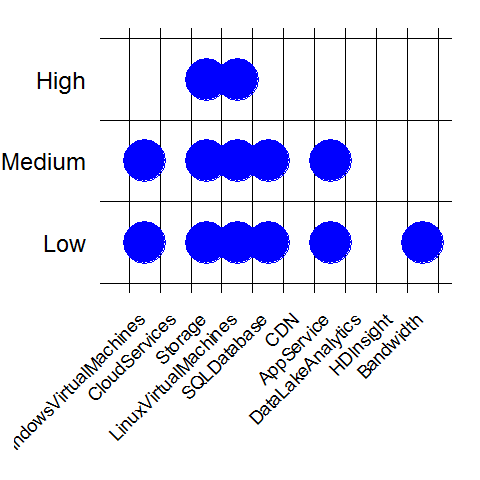 High
Medium
Low
ndowsVirtualMachines
CloudServices
Storage
LinuxVirtualMachines
SQLDatabase
CDN
AppService
DataLakeAnalytics
HDInsight
Bandwidth